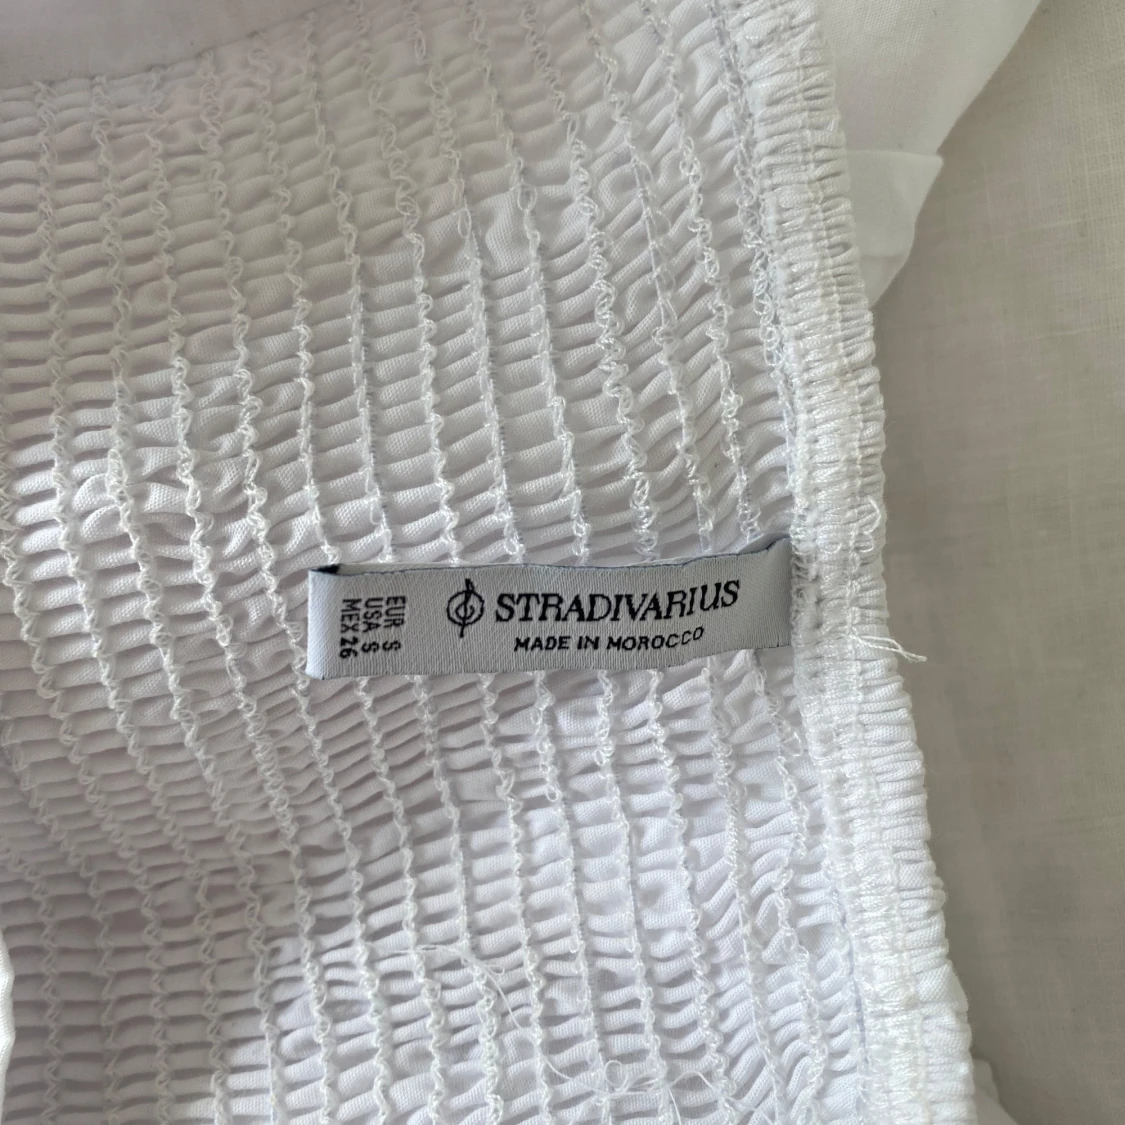 STRADIVARIUS
MADE IN MOROCCO
EUR S
USA S
MEX 26